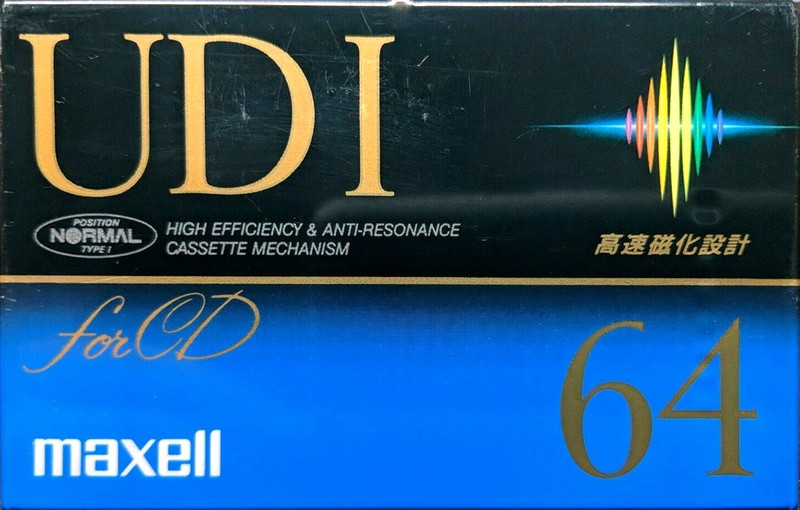 UDI
POSITION
NORMAL
TYPE I
HIGH EFFICIENCY & ANTI-RESONANCE
CASSETTE MECHANISM
高速磁化設計
for CD
64
maxell